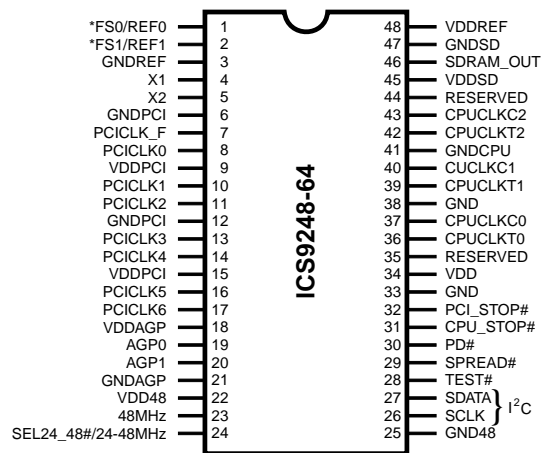 *FS0/REF0 1 48 VDDREF
*FS1/REF1 2 47 GNDSD
GNDREF 3 46 SDRAM_OUT
X1 4 45 VDDSD
X2 5 44 RESERVED
GNDPCI 6 43 CPUCLKC2
PCICLK_F 7 42 CPUCLKT2
PCICLK0 8 41 GNDCPU
VDDPCI 9 40 CUCLKC1
PCICLK1 10 39 CPUCLKT1
PCICLK2 11 38 GND
GNDPCI 12 37 CPUCLKC0
PCICLK3 13 36 CPUCLKT0
PCICLK4 14 35 RESERVED
VDDPCI 15 34 VDD
PCICLK5 16 33 GND
PCICLK6 17 32 PCI_STOP#
VDDAGP 18 31 CPU_STOP#
AGP0 19 30 PD#
AGP1 20 29 SPREAD#
GNDAGP 21 28 TEST#
VDD48 22 27 SDATA
48MHz 23 26 SCLK
SEL24_48#/24-48MHz 24 25 GND48
I²C
ICS9248-64